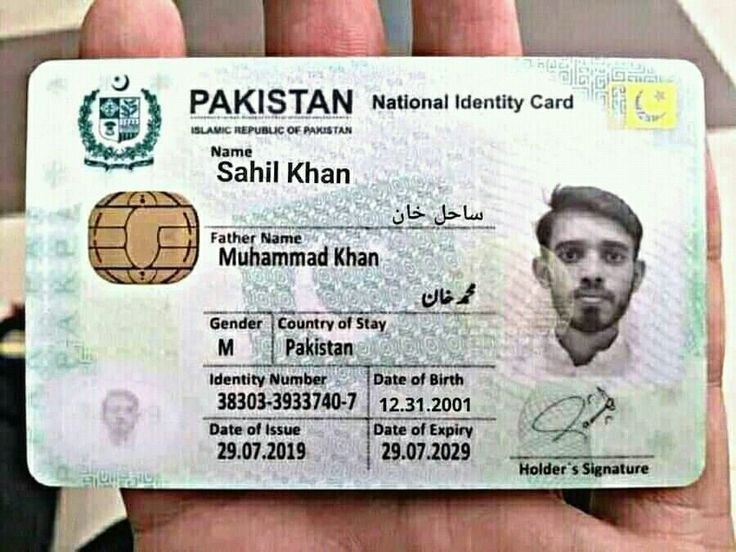 PAKISTAN National Identity Card
ISLAMIC REPUBLIC OF PAKISTAN
Name
Sahil Khan
ساحل خان
Father Name
Muhammad Khan
محمد خان
Gender Country of Stay
M Pakistan
Identity Number Date of Birth
38303-3933740-7 12.31.2001
Date of Issue Date of Expiry
29.07.2019 29.07.2029
Holder`s Signature